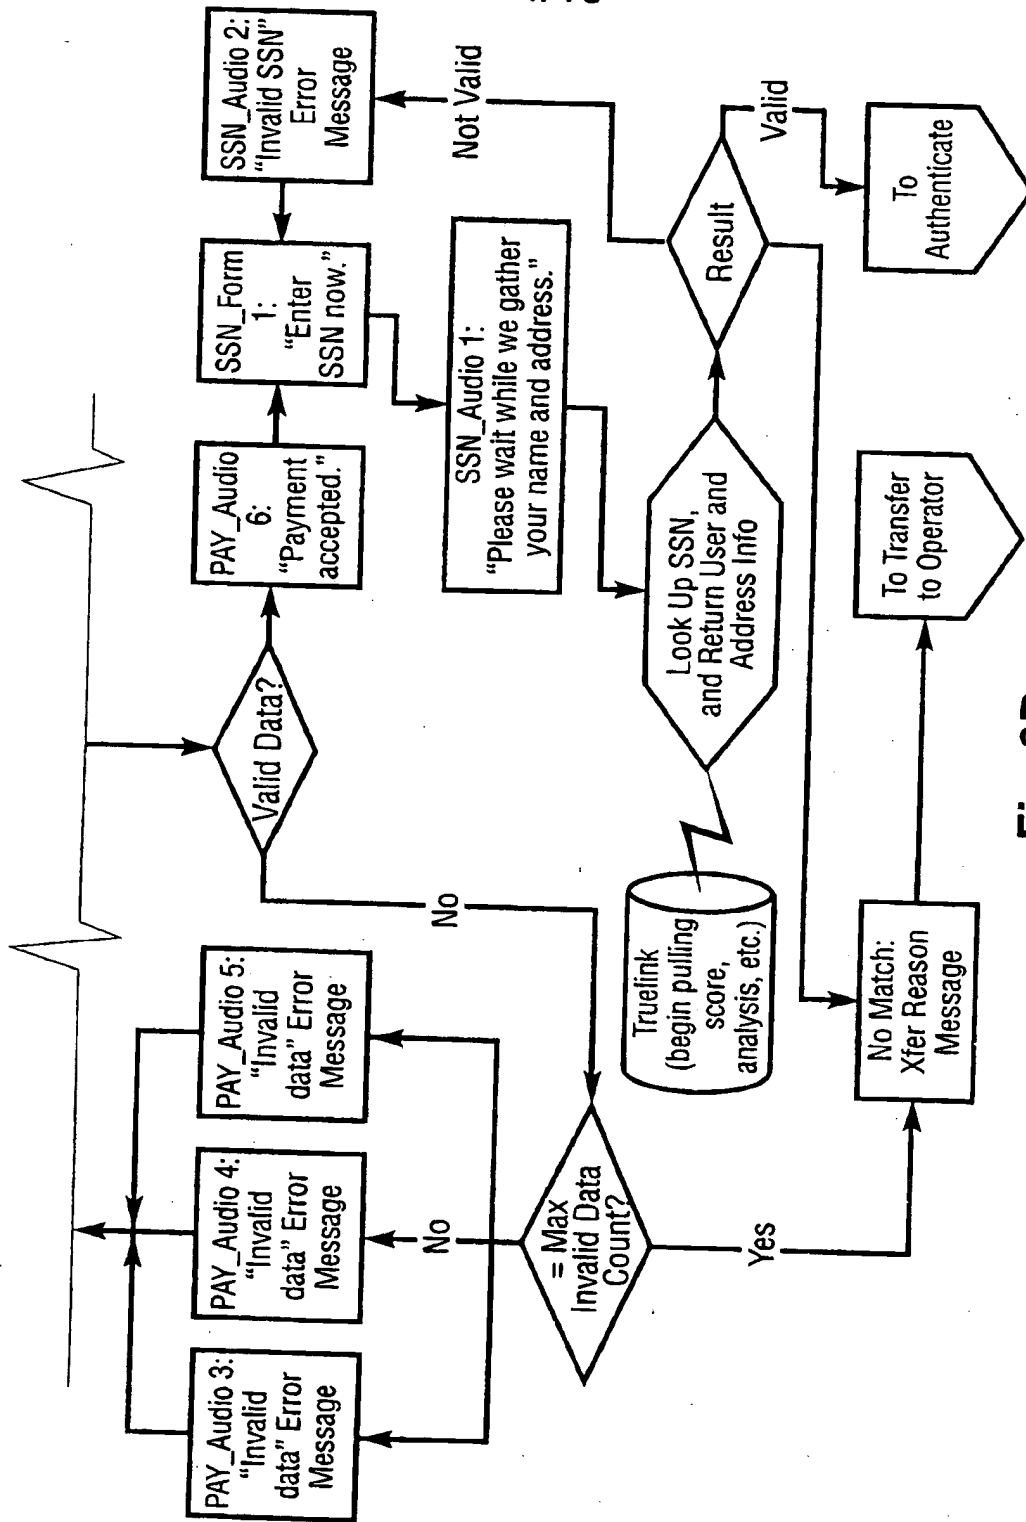 PAY_Audio 3:
“Invalid
data” Error
Message
PAY_Audio 4:
“Invalid
data” Error
Message
PAY_Audio 5:
“Invalid
data” Error
Message
Valid Data?
PAY_Audio
6:
“Payment
accepted.”
SSN_Form
1:
“Enter
SSN now.”
SSN_Audio 2:
“Invalid SSN”
Error
Message
No
No
Not Valid
SSN_Audio 1:
“Please wait while we gather
your name and address.”
= Max
Invalid Data
Count?
Truelink
(begin pulling
score,
analysis, etc.)
Look Up SSN,
and Return User and
Address Info
Result
Valid
Yes
No Match:
Xfer Reason
Message
To Transfer
to Operator
To
Authenticate